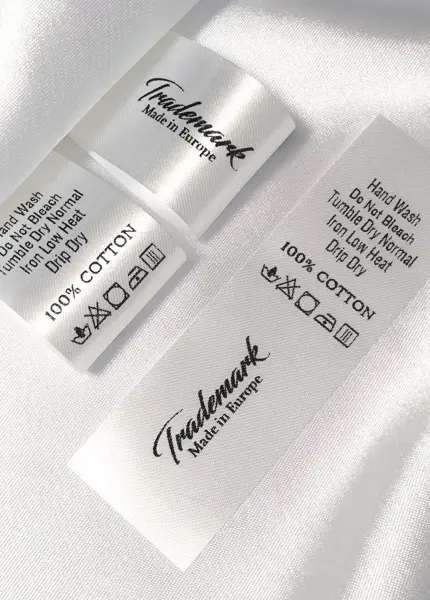 Trademark
Made in Europe
Hand Wash
Do Not Bleach
Tumble Dry Normal
Iron Low Heat
Drip Dry
100% COTTON
Hand Wash
Do Not Bleach
Tumble Dry Normal
Iron Low Heat
Drip Dry
100% COTTON
Trademark
Made in Europe